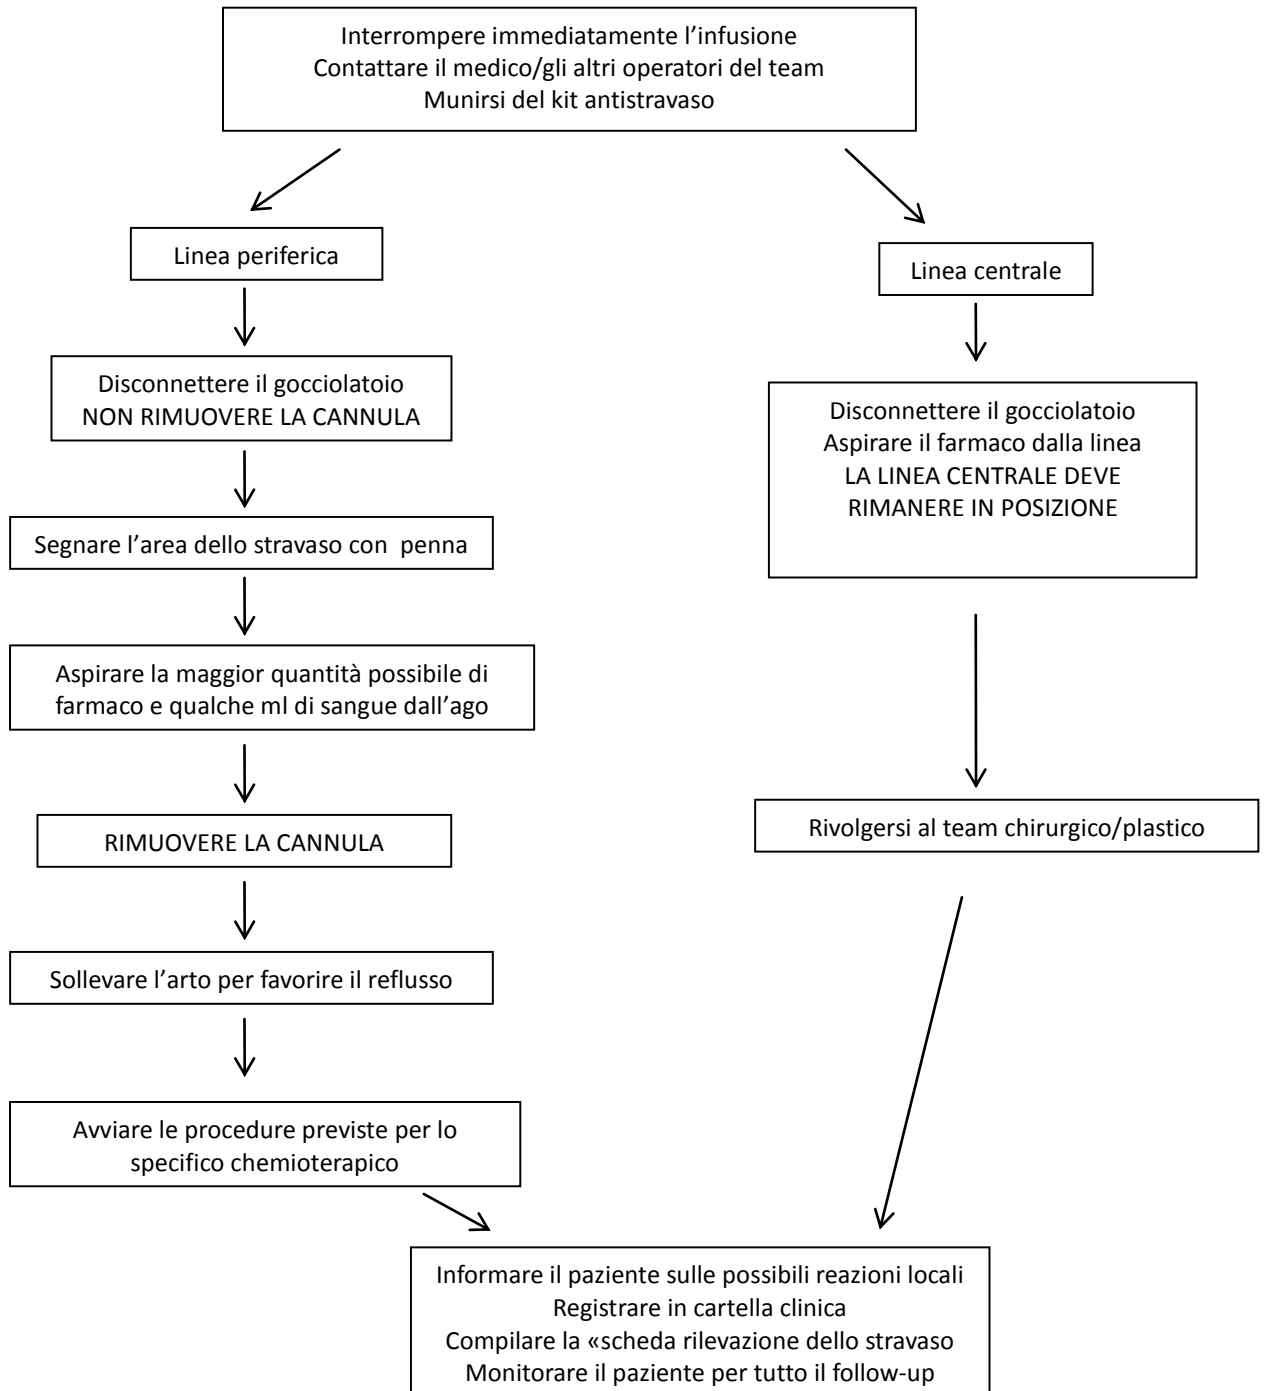 Interrompere immediatamente l’infusione
Contattare il medico/gli altri operatori del team
Munirsi del kit antistravaso
Linea periferica
Disconnettere il gocciolatoio
NON RIMUOVERE LA CANNULA
Segnare l’area dello stravaso con  penna
Aspirare la maggior quantità possibile di
farmaco e qualche ml di sangue dall’ago
RIMUOVERE LA CANNULA
Sollevare l’arto per favorire il reflusso
Avviare le procedure previste per lo
specifico chemioterapico
Linea centrale
Disconnettere il gocciolatoio
Aspirare il farmaco dalla linea
LA LINEA CENTRALE DEVE
RIMANERE IN POSIZIONE
Rivolgersi al team chirurgico/plastico
Informare il paziente sulle possibili reazioni locali
Registrare in cartella clinica
Compilare la «scheda rilevazione dello stravaso
Monitorare il paziente per tutto il follow-up